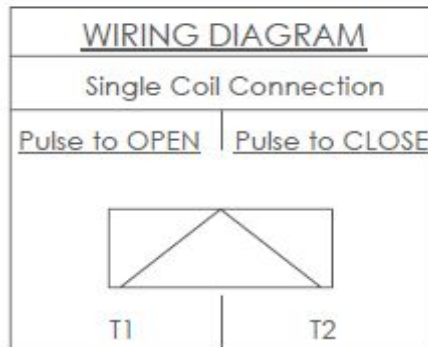 WIRING DIAGRAM
Single Coil Connection
Pulse to OPEN Pulse to CLOSE
T1 T2